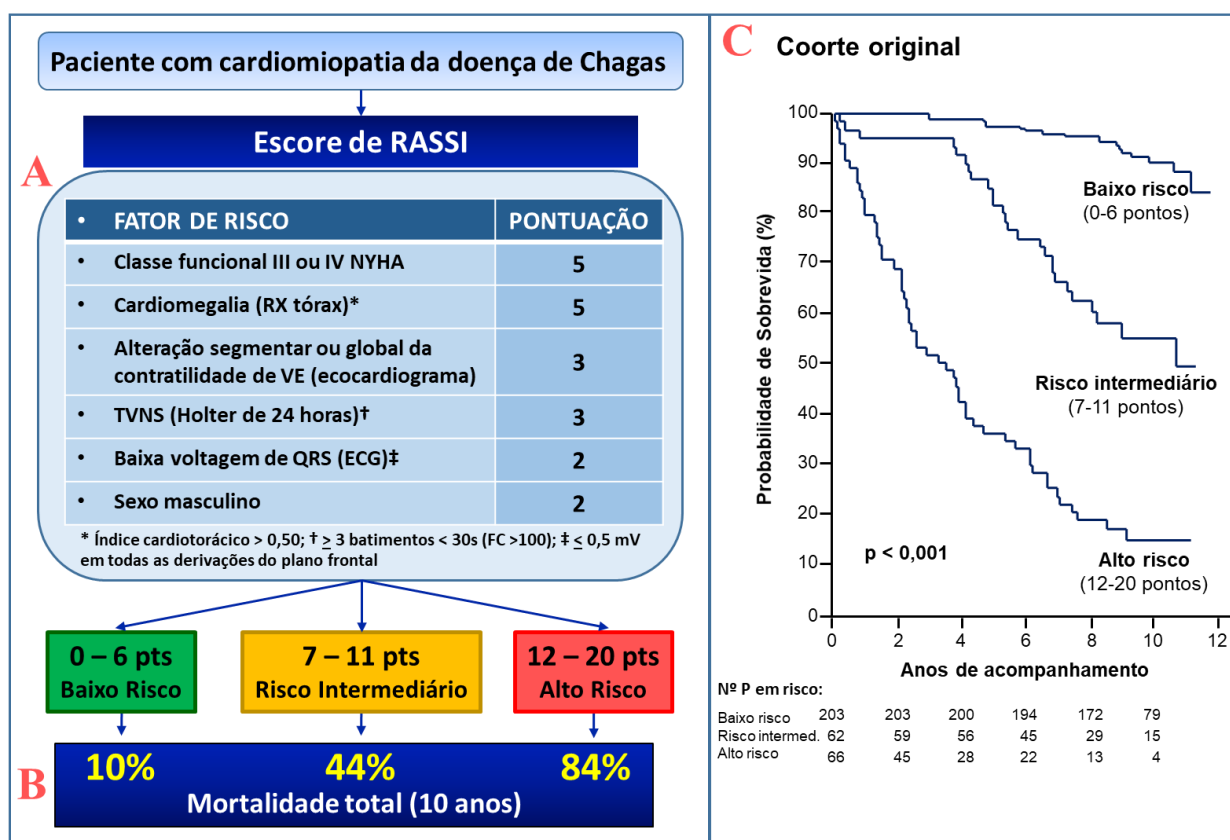 Paciente com cardiomiopatia da doença de Chagas
Escore de RASSI
A
• FATOR DE RISCO PONTUAÇÃO
• Classe funcional III ou IV NYHA 5
• Cardiomegalia (RX tórax)* 5
• Alteração segmentar ou global da
contratilidade de VE (ecocardiograma) 3
• TVNS (Holter de 24 horas)† 3
• Baixa voltagem de QRS (ECG)‡ 2
• Sexo masculino 2
* Índice cardiotorácico > 0,50; † ≥ 3 batimentos < 30s (FC >100); ‡ ≤ 0,5 mV
em todas as derivações do plano frontal
0 – 6 pts
Baixo Risco
7 – 11 pts
Risco Intermediário
12 – 20 pts
Alto Risco
B
10% 44% 84%
Mortalidade total (10 anos)
C Coorte original
Probabilidade de Sobrevida (%)
100
90
80
70
60
50
40
30
20
10
0
Baixo risco
(0-6 pontos)
Risco intermediário
(7-11 pontos)
p < 0,001
Alto risco
(12-20 pontos)
0 2 4 6 8 10 12
Anos de acompanhamento
Nº P em risco:
Baixo risco 203 203 200 194 172 79
Risco intermed. 62 59 56 45 29 15
Alto risco 66 45 28 22 13 4